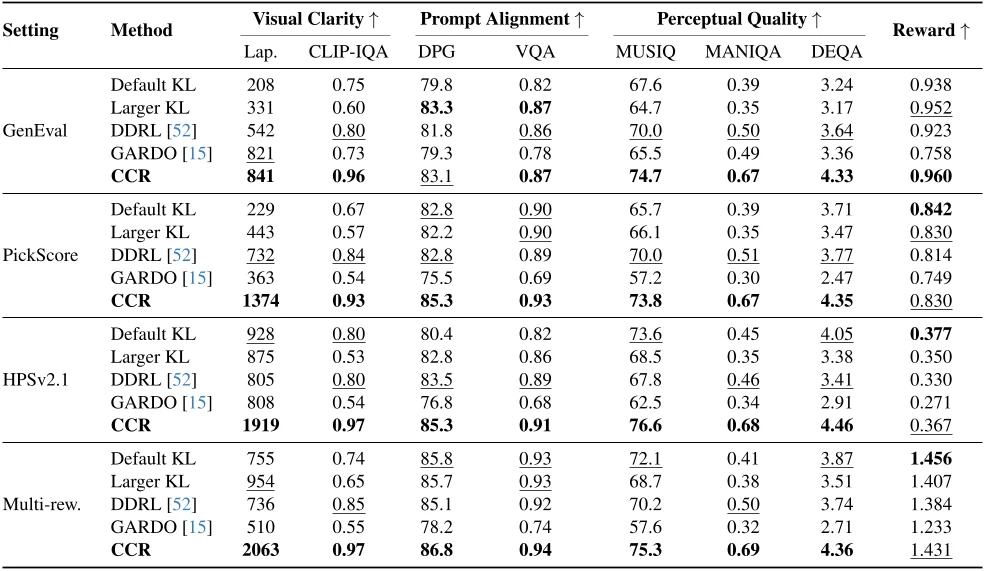 Setting Method Visual Clarity ↑ Prompt Alignment ↑ Perceptual Quality ↑ Reward ↑
Lap. CLIP-IQA DPG VQA MUSIQ MANIQA DEQA
Default KL 208 0.75 79.8 0.82 67.6 0.39 3.24 0.938
Larger KL 331 0.60 83.3 0.87 64.7 0.35 3.17 0.952
GenEval DDRL [52] 542 0.80 81.8 0.86 70.0 0.50 3.64 0.923
GARDO [15] 821 0.73 79.3 0.78 65.5 0.49 3.36 0.758
CCR 841 0.96 83.1 0.87 74.7 0.67 4.33 0.960
Default KL 229 0.67 82.8 0.90 65.7 0.39 3.71 0.842
Larger KL 443 0.57 82.2 0.90 66.1 0.35 3.47 0.830
PickScore DDRL [52] 732 0.84 82.8 0.89 70.0 0.51 3.77 0.814
GARDO [15] 363 0.54 75.5 0.69 57.2 0.30 2.47 0.749
CCR 1374 0.93 85.3 0.93 73.8 0.67 4.35 0.830
Default KL 928 0.80 80.4 0.82 73.6 0.45 4.05 0.377
Larger KL 875 0.53 82.8 0.86 68.5 0.35 3.38 0.350
HPSv2.1 DDRL [52] 805 0.80 83.5 0.89 67.8 0.46 3.41 0.330
GARDO [15] 808 0.54 76.8 0.68 62.5 0.34 2.91 0.271
CCR 1919 0.97 85.3 0.91 76.6 0.68 4.46 0.367
Default KL 755 0.74 85.8 0.93 72.1 0.41 3.87 1.456
Larger KL 954 0.65 85.7 0.93 68.7 0.38 3.51 1.407
Multi-rew. DDRL [52] 736 0.85 85.1 0.92 70.2 0.50 3.74 1.384
GARDO [15] 510 0.55 78.2 0.74 57.6 0.32 2.71 1.233
CCR 2063 0.97 86.8 0.94 75.3 0.69 4.36 1.431